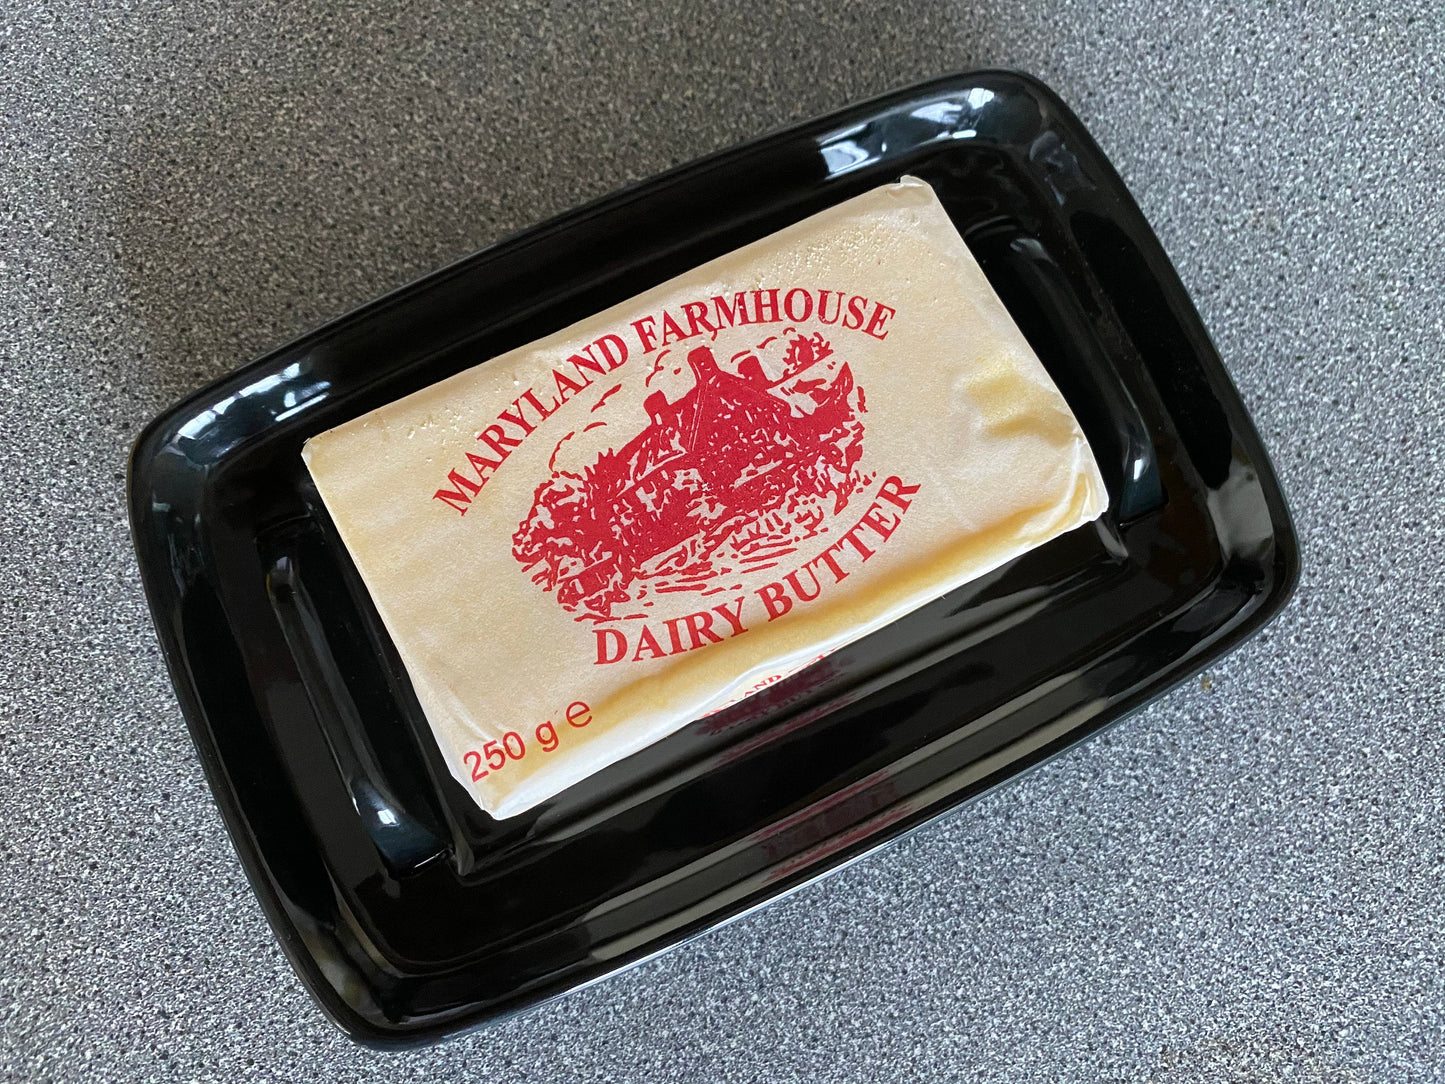 MARYLAND FARMHOUSE
DAIRY BUTTER
250 g e